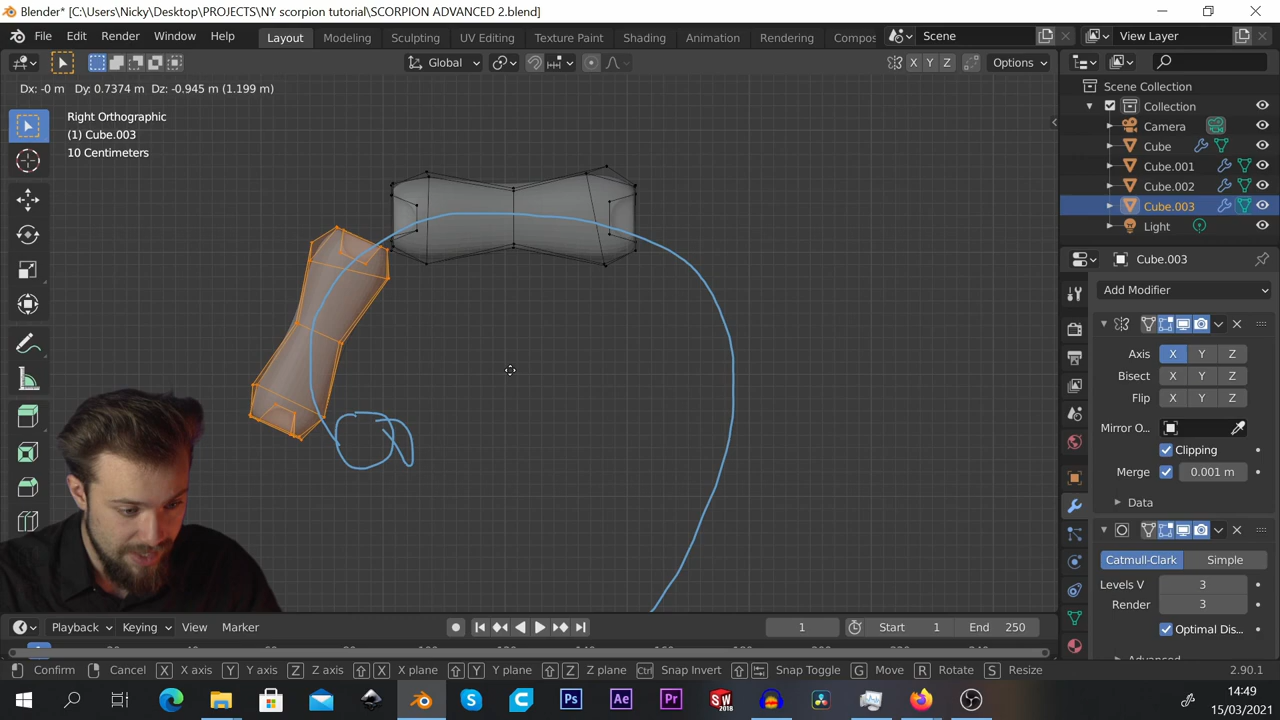 Blender* [C:\Users\Nicky\Desktop\PROJECTS\NY scorpion tutorial\SCORPION ADVANCED 2.blend]
File Edit Render Window Help Layout Modeling Sculpting UV Editing Texture Paint Shading Animation Rendering Compos Scene View Layer
Global X Y Z Options
Dx: -0 m Dy: 0.7374 m Dz: -0.945 m (1.199 m)
Right Orthographic
(1) Cube.003
10 Centimeters
Scene Collection
Collection
Camera
Cube
Cube.001
Cube.002
Cube.003
Light
Cube.003
Add Modifier
Axis X Y Z
Bisect X Y Z
Flip X Y Z
Mirror O...
Clipping
Merge 0.001 m
Data
Catmull-Clark Simple
Levels V 3
Render 3
Optimal Dis...
Playback Keying View Marker 1 Start 1 End 250
Confirm Cancel X X axis Y Y axis Z Z axis X X plane Y Y plane Z Z plane Ctrl Snap Invert Snap Toggle G Move R Rotate S Resize 2.90.1
Ps Ae Pr SW 2018
14:49
15/03/2021